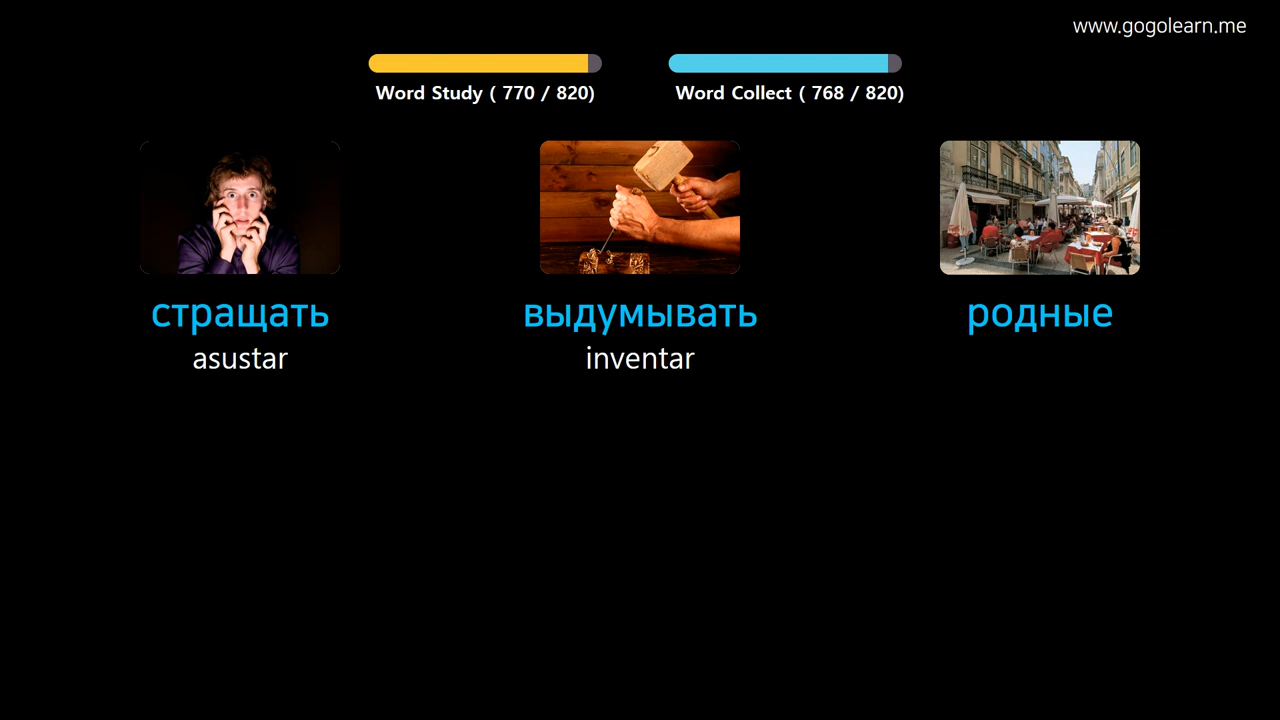 www.gogolearn.me
Word Study ( 770 / 820)
Word Collect ( 768 / 820)
стращать
выдумывать
родные
asustar
inventar